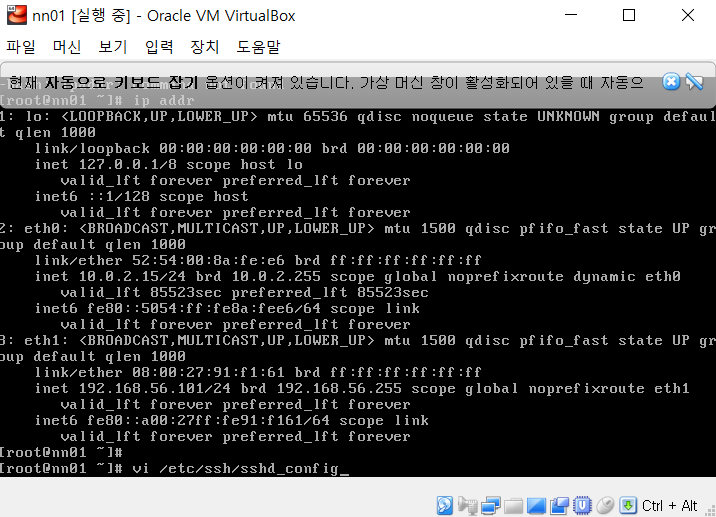 nn01 [실행 중] - Oracle VM VirtualBox
파일 머신 보기 입력 장치 도움말
현재 자동으로 키보드 잡기 옵션이 켜져 있습니다. 가상 머신 창이 활성화되어 있을 때 자동으
[root@nn01 ~]# ip addr
1: lo: <LOOPBACK,UP,LOWER_UP> mtu 65536 qdisc noqueue state UNKNOWN group defaul
t qlen 1000
link/loopback 00:00:00:00:00:00 brd 00:00:00:00:00:00
inet 127.0.0.1/8 scope host lo
valid_lft forever preferred_lft forever
inet6 ::1/128 scope host
valid_lft forever preferred_lft forever
2: eth0: <BROADCAST,MULTICAST,UP,LOWER_UP> mtu 1500 qdisc pfifo_fast state UP gr
oup default qlen 1000
link/ether 52:54:00:8a:fe:e6 brd ff:ff:ff:ff:ff:ff
inet 10.0.2.15/24 brd 10.0.2.255 scope global noprefixroute dynamic eth0
valid_lft 85523sec preferred_lft 85523sec
inet6 fe80::5054:ff:fe8a:fee6/64 scope link
valid_lft forever preferred_lft forever
3: eth1: <BROADCAST,MULTICAST,UP,LOWER_UP> mtu 1500 qdisc pfifo_fast state UP gr
oup default qlen 1000
link/ether 08:00:27:91:f1:61 brd ff:ff:ff:ff:ff:ff
inet 192.168.56.101/24 brd 192.168.56.255 scope global noprefixroute eth1
valid_lft forever preferred_lft forever
inet6 fe80::a00:27ff:fe91:f161/64 scope link
valid_lft forever preferred_lft forever
[root@nn01 ~]#
[root@nn01 ~]# vi /etc/ssh/sshd_config_
Ctrl + Alt